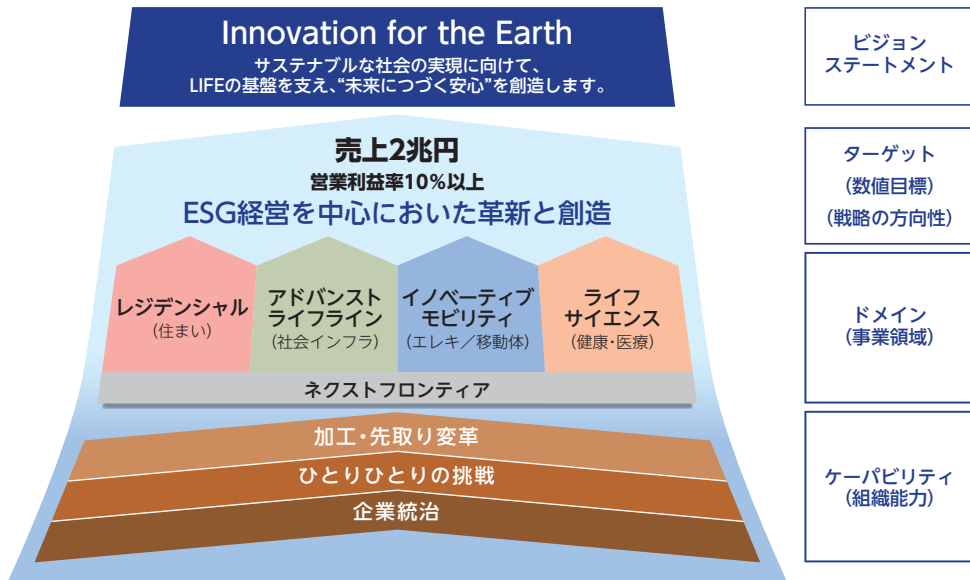 Innovation for the Earth
サステナブルな社会の実現に向けて、
LIFEの基盤を支え、“未来につづく安心”を創造します。
ビジョン
ステートメント
売上2兆円
営業利益率10%以上
ESG経営を中心においた革新と創造
ターゲット
（数値目標）
（戦略の方向性）
レジデンシャル
（住まい）
アドバンスト
ライフライン
（社会インフラ）
イノベーティブ
モビリティ
（エレキ／移動体）
ライフ
サイエンス
（健康・医療）
ネクストフロンティア
ドメイン
（事業領域）
加工・先取り変革
ひとりひとりの挑戦
企業統治
ケーパビリティ
（組織能力）